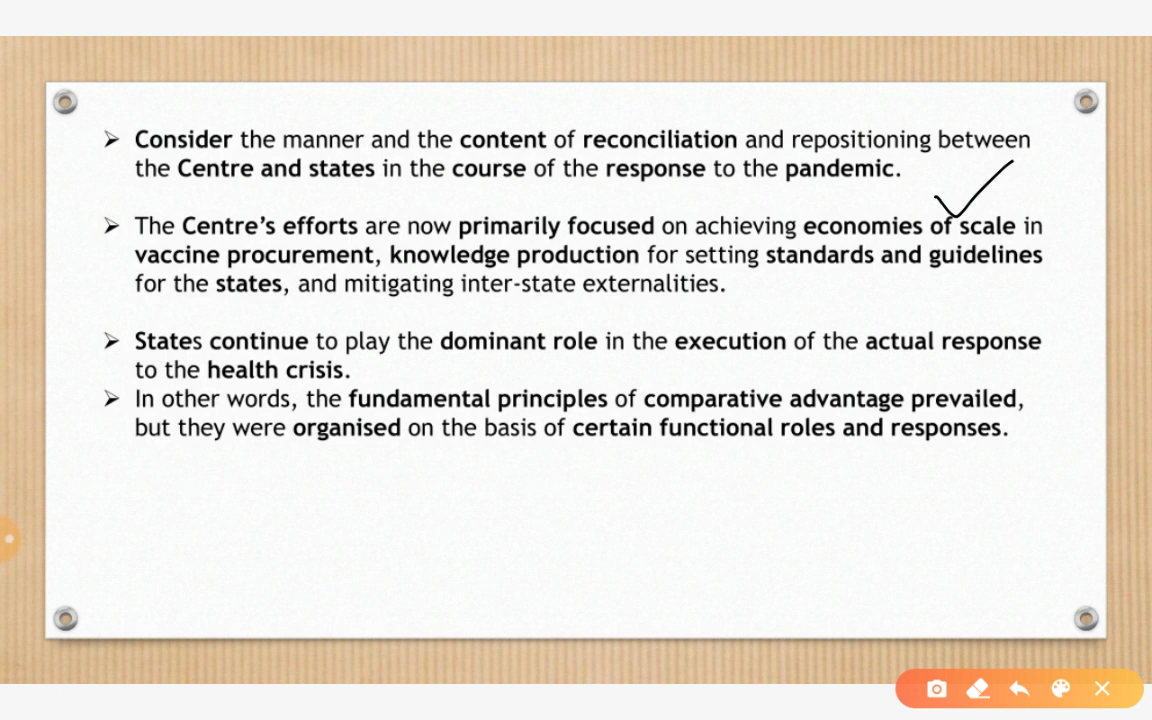 ➢ Consider the manner and the content of reconciliation and repositioning between
the Centre and states in the course of the response to the pandemic.
➢ The Centre’s efforts are now primarily focused on achieving economies of scale in
vaccine procurement, knowledge production for setting standards and guidelines
for the states, and mitigating inter-state externalities.
➢ States continue to play the dominant role in the execution of the actual response
to the health crisis.
➢ In other words, the fundamental principles of comparative advantage prevailed,
but they were organised on the basis of certain functional roles and responses.